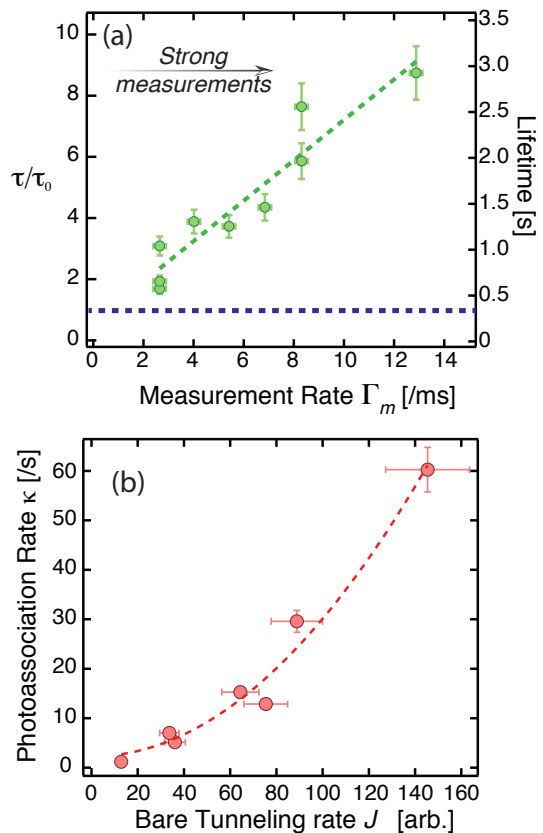 (a)
Strong
measurements
10
8
6
4
2
0
τ/τ₀
3.5
3.0
2.5
2.0
1.5
1.0
0.5
0
Lifetime [s]
0 2 4 6 8 10 12 14
Measurement Rate Γm [/ms]
(b)
60
50
40
30
20
10
0
Photoassociation Rate κ [/s]
0 20 40 60 80 100 120 140 160
Bare Tunneling rate J [arb.]